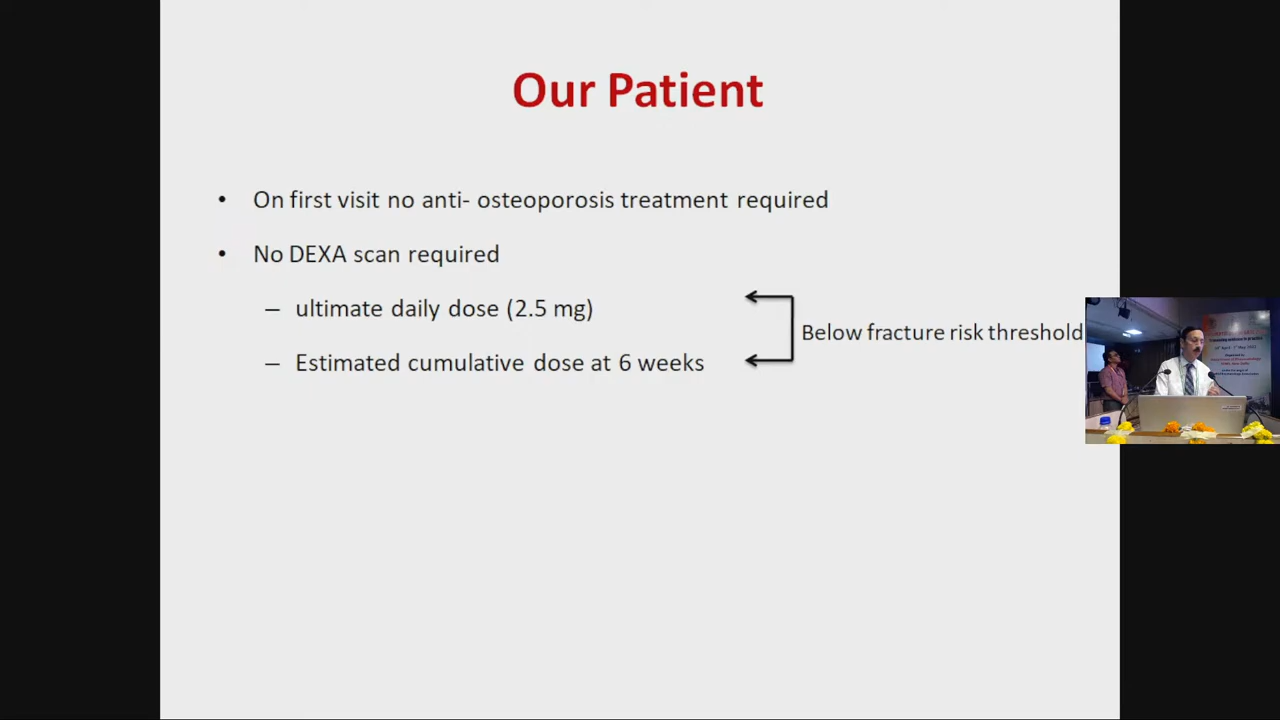 Our Patient
• On first visit no anti- osteoporosis treatment required
• No DEXA scan required
– ultimate daily dose (2.5 mg)
– Estimated cumulative dose at 6 weeks
Below fracture risk threshold